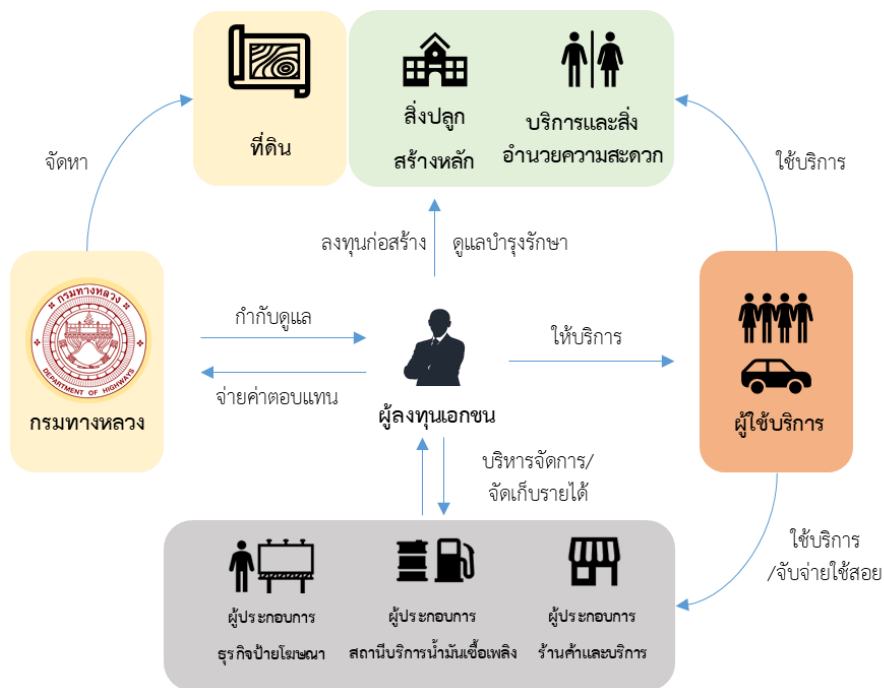 ที่ดิน
สิ่งปลูก
สร้างหลัก
บริการและสิ่ง
อำนวยความสะดวก
จัดหา
ใช้บริการ
ลงทุนก่อสร้าง
ดูแลบำรุงรักษา
กรมทางหลวง
DEPARTMENT OF HIGHWAYS
กรมทางหลวง
กำกับดูแล
จ่ายค่าตอบแทน
ผู้ลงทุนเอกชน
ให้บริการ
ผู้ใช้บริการ
บริหารจัดการ/
จัดเก็บรายได้
ใช้บริการ
/จับจ่ายใช้สอย
ผู้ประกอบการ
ธุรกิจป้ายโฆษณา
ผู้ประกอบการ
สถานีบริการน้ำมันเชื้อเพลิง
ผู้ประกอบการ
ร้านค้าและบริการ